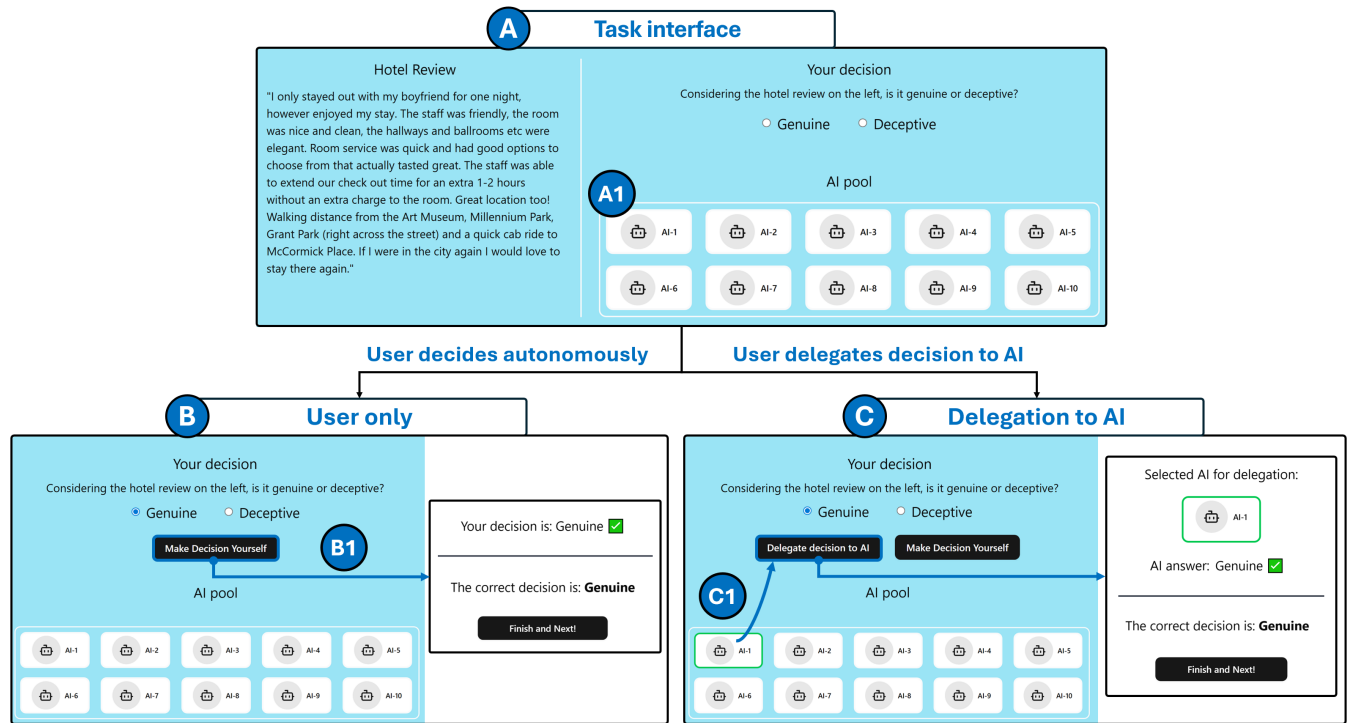 A
Task interface
Hotel Review
"I only stayed out with my boyfriend for one night,
however enjoyed my stay. The staff was friendly, the room
was nice and clean, the hallways and ballrooms etc were
elegant. Room service was quick and had good options to
choose from that actually tasted great. The staff was able
to extend our check out time for an extra 1-2 hours
without an extra charge to the room. Great location too!
Walking distance from the Art Museum, Millennium Park,
Grant Park (right across the street) and a quick cab ride to
McCormick Place. If I were in the city again I would love to
stay there again."
Your decision
Considering the hotel review on the left, is it genuine or deceptive?
Genuine Deceptive
AI pool
A1
AI-1 AI-2 AI-3 AI-4 AI-5
AI-6 AI-7 AI-8 AI-9 AI-10
User decides autonomously
User delegates decision to AI
B
User only
Your decision
Considering the hotel review on the left, is it genuine or deceptive?
Genuine Deceptive
Make Decision Yourself
B1
AI pool
AI-1 AI-2 AI-3 AI-4 AI-5
AI-6 AI-7 AI-8 AI-9 AI-10
Your decision is: Genuine
The correct decision is: Genuine
Finish and Next!
C
Delegation to AI
Your decision
Considering the hotel review on the left, is it genuine or deceptive?
Genuine Deceptive
Delegate decision to AI Make Decision Yourself
C1
AI pool
AI-1 AI-2 AI-3 AI-4 AI-5
AI-6 AI-7 AI-8 AI-9 AI-10
Selected AI for delegation:
AI-1
AI answer: Genuine
The correct decision is: Genuine
Finish and Next!